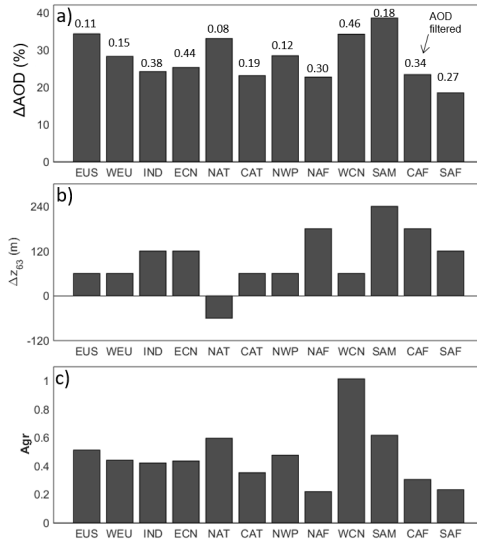 a)
0.11 0.15 0.38 0.44 0.08 0.19 0.12 0.30 0.46 0.18 0.34 0.27
AOD
filtered
ΔAOD (%)
40
30
20
10
0
EUS WEU IND ECN NAT CAT NWP NAF WCN SAM CAF SAF
b)
Δz63 (m)
240
120
0
-120
EUS WEU IND ECN NAT CAT NWP NAF WCN SAM CAF SAF
c)
Agr
1
0.8
0.6
0.4
0.2
0
EUS WEU IND ECN NAT CAT NWP NAF WCN SAM CAF SAF